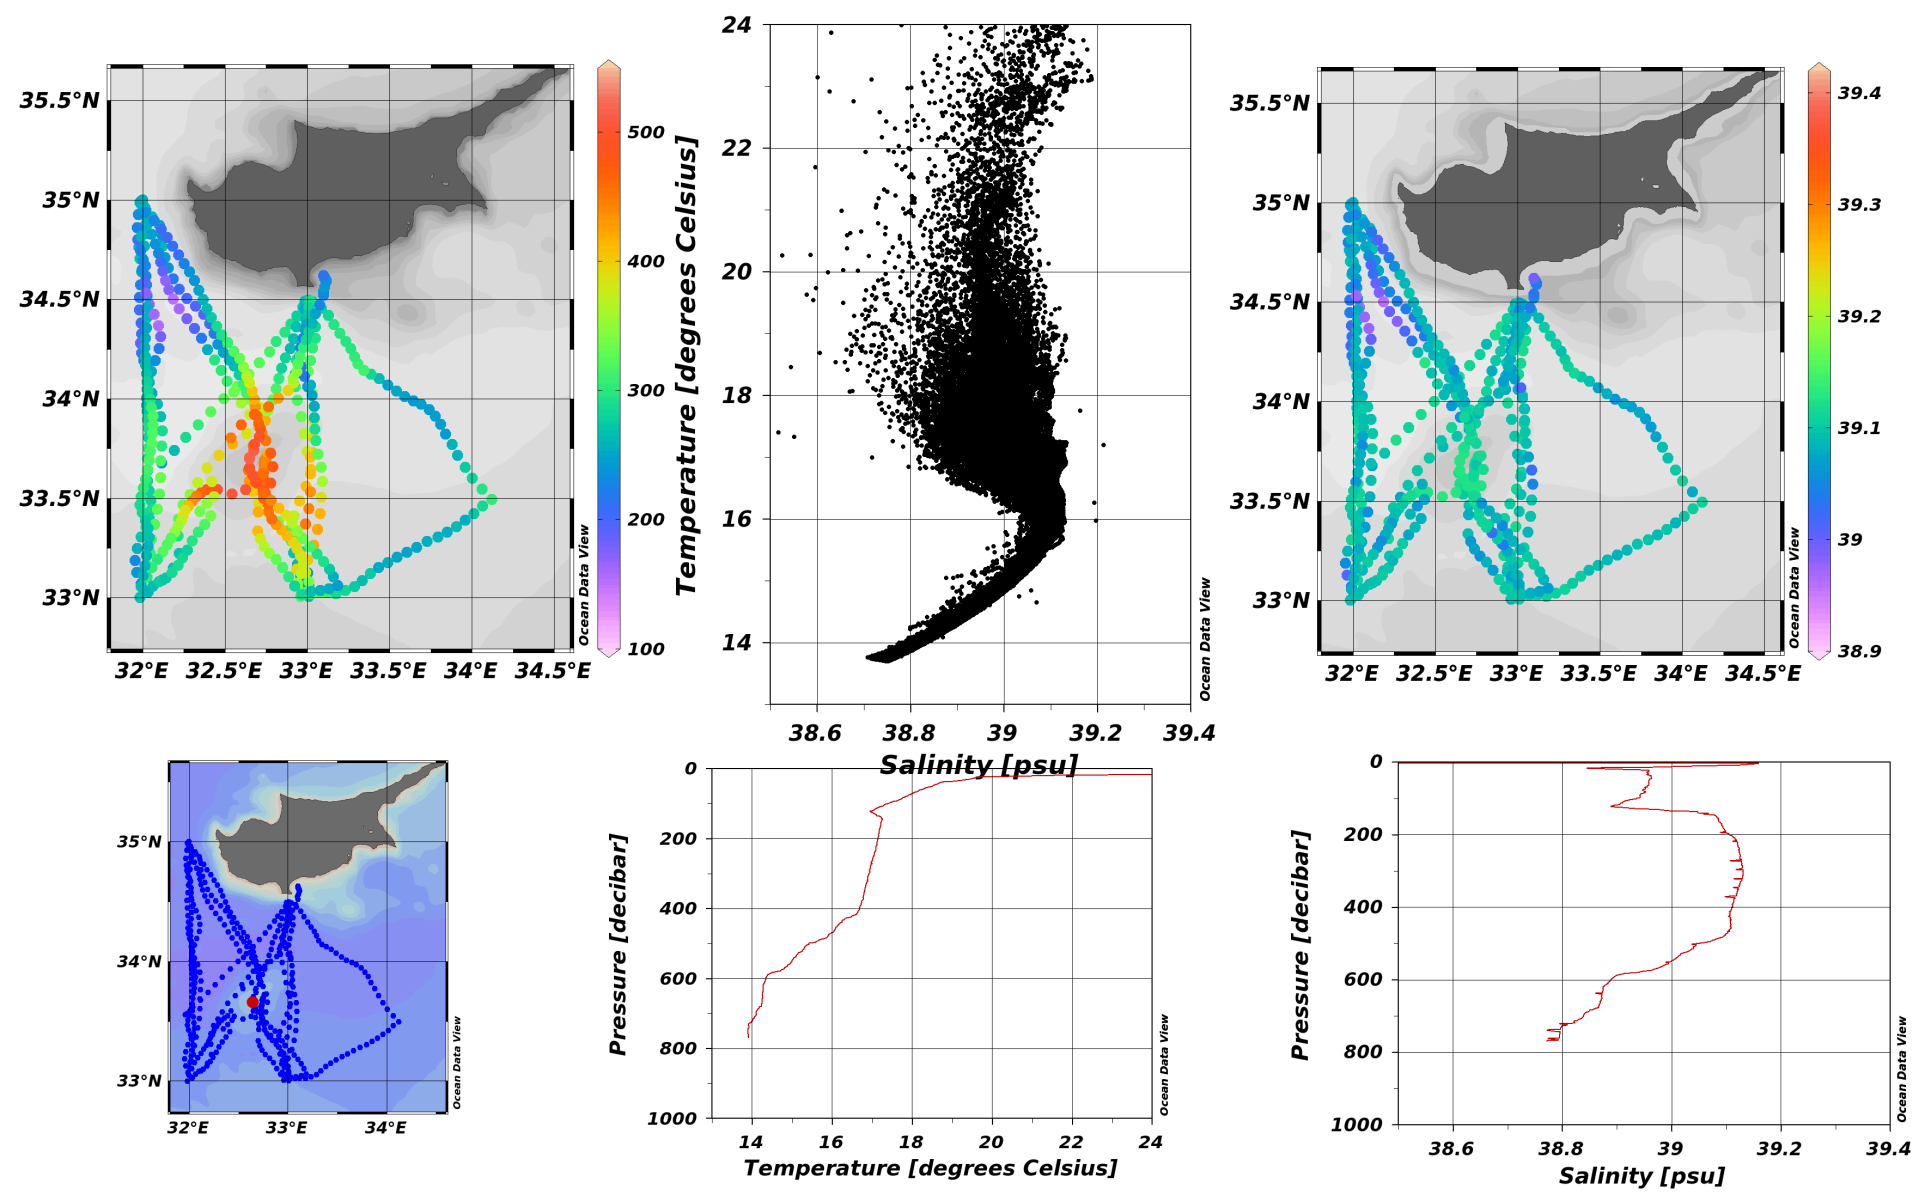 35.5°N
35°N
34.5°N
34°N
33.5°N
33°N
32°E 32.5°E 33°E 33.5°E 34°E 34.5°E
Ocean Data View
500
400
300
200
100
Temperature [degrees Celsius]
24
22
20
18
16
14
38.6 38.8 39 39.2 39.4
Salinity [psu]
Ocean Data View
35.5°N
35°N
34.5°N
34°N
33.5°N
33°N
32°E 32.5°E 33°E 33.5°E 34°E 34.5°E
Ocean Data View
39.4
39.3
39.2
39.1
39
38.9
35°N
34°N
33°N
32°E 33°E 34°E
Ocean Data View
Pressure [decibar]
0
200
400
600
800
1000
14 16 18 20 22 24
Temperature [degrees Celsius]
Ocean Data View
Pressure [decibar]
0
200
400
600
800
1000
38.6 38.8 39 39.2 39.4
Salinity [psu]
Ocean Data View